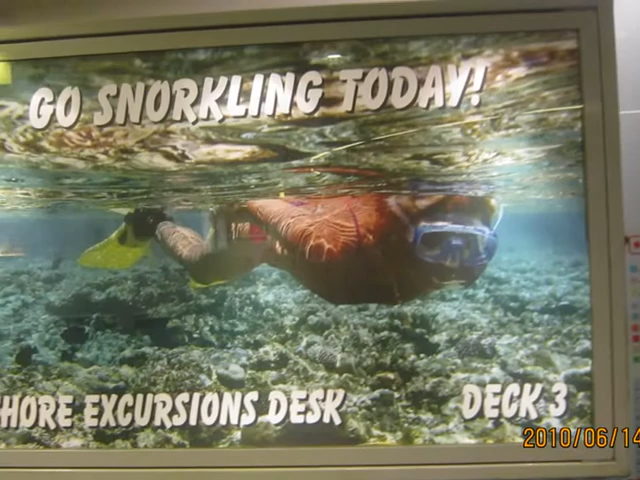 GO SNORKLING TODAY!
HORE EXCURSIONS DESK
DECK 3
2010/06/14